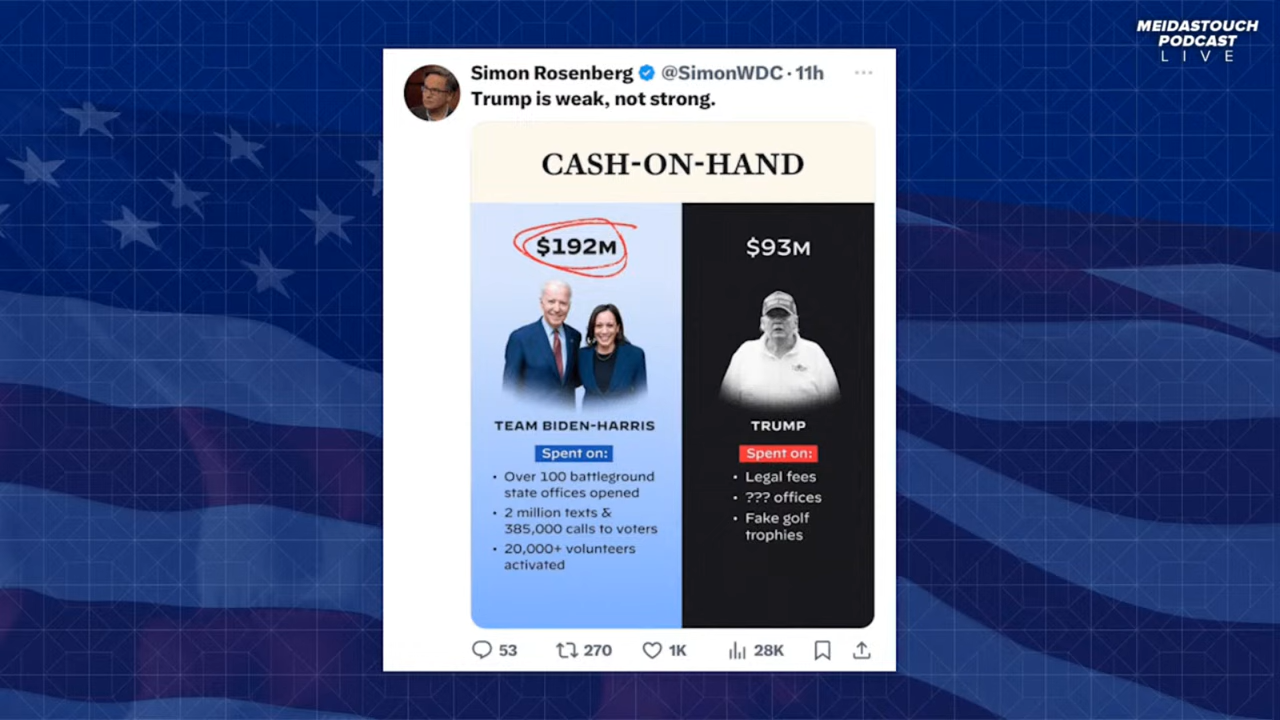 MEIDASTOUCH
PODCAST
LIVE
Simon Rosenberg @SimonWDC · 11h
Trump is weak, not strong.
CASH-ON-HAND
$192M
TEAM BIDEN-HARRIS
Spent on:
• Over 100 battleground
state offices opened
• 2 million texts &
385,000 calls to voters
• 20,000+ volunteers
activated
$93M
TRUMP
Spent on:
• Legal fees
• ??? offices
• Fake golf
trophies
53 270 1K 28K